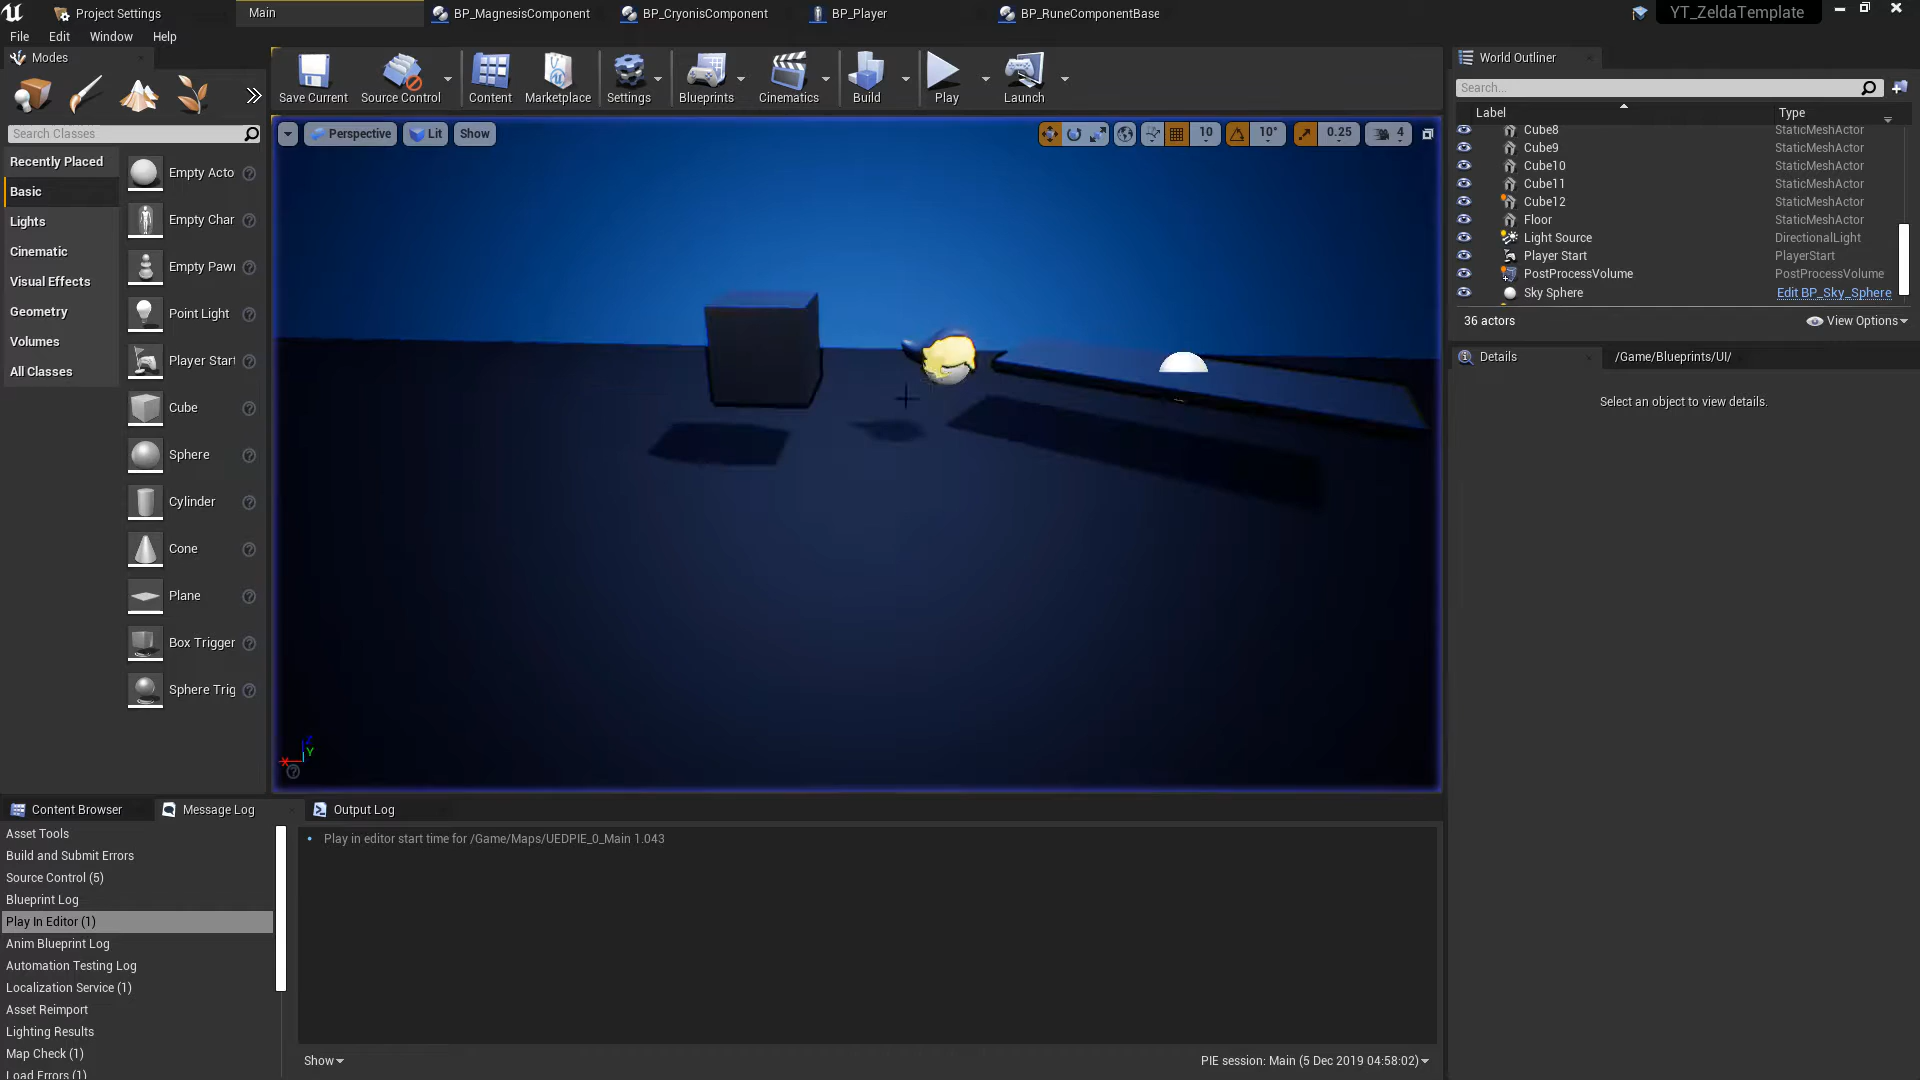 Project Settings
Main
BP_MagnesisComponent
BP_CryonisComponent
BP_Player
BP_RuneComponentBase
YT_ZeldaTemplate
File Edit Window Help
Modes
Save Current
Source Control
Content
Marketplace
Settings
Blueprints
Cinematics
Build
Play
Launch
World Outliner
Search...
Label Type
Search Classes
Perspective
Lit
Show
10
10°
0.25
4
Recently Placed
Basic
Lights
Cinematic
Visual Effects
Geometry
Volumes
All Classes
Empty Acto
Empty Char
Empty Pawn
Point Light
Player Start
Cube
Sphere
Cylinder
Cone
Plane
Box Trigger
Sphere Trig
Cube8 StaticMeshActor
Cube9 StaticMeshActor
Cube10 StaticMeshActor
Cube11 StaticMeshActor
Cube12 StaticMeshActor
Floor StaticMeshActor
Light Source DirectionalLight
Player Start PlayerStart
PostProcessVolume PostProcessVolume
Sky Sphere Edit BP_Sky_Sphere
36 actors
View Options
Details
/Game/Blueprints/UI/
Select an object to view details.
Z
Y
X
Content Browser
Message Log
Output Log
Asset Tools
Build and Submit Errors
Source Control (5)
Blueprint Log
Play In Editor (1)
Anim Blueprint Log
Automation Testing Log
Localization Service (1)
Asset Reimport
Lighting Results
Map Check (1)
Load Errors (1)
• Play in editor start time for /Game/Maps/UEDPIE_0_Main 1.043
Show
PIE session: Main (5 Dec 2019 04:58:02)